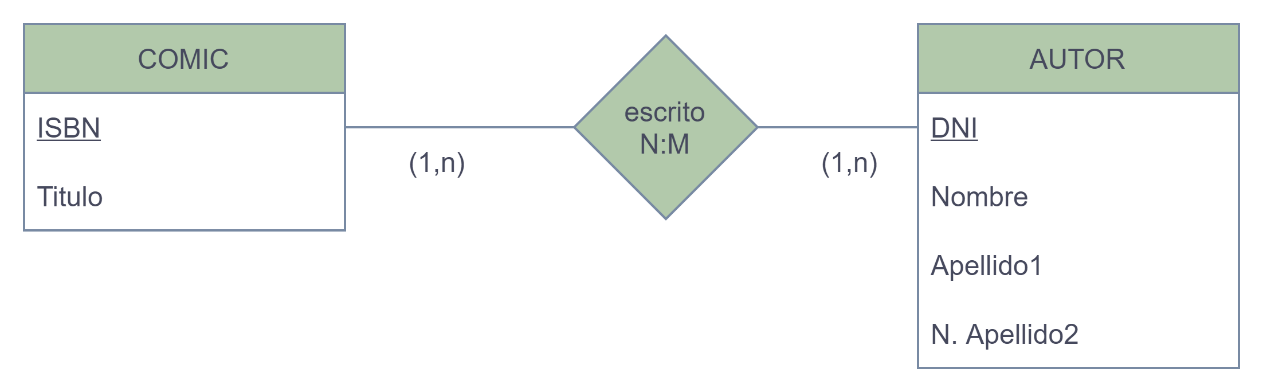 COMIC
ISBN
Titulo
(1,n)
escrito
N:M
(1,n)
AUTOR
DNI
Nombre
Apellido1
N. Apellido2